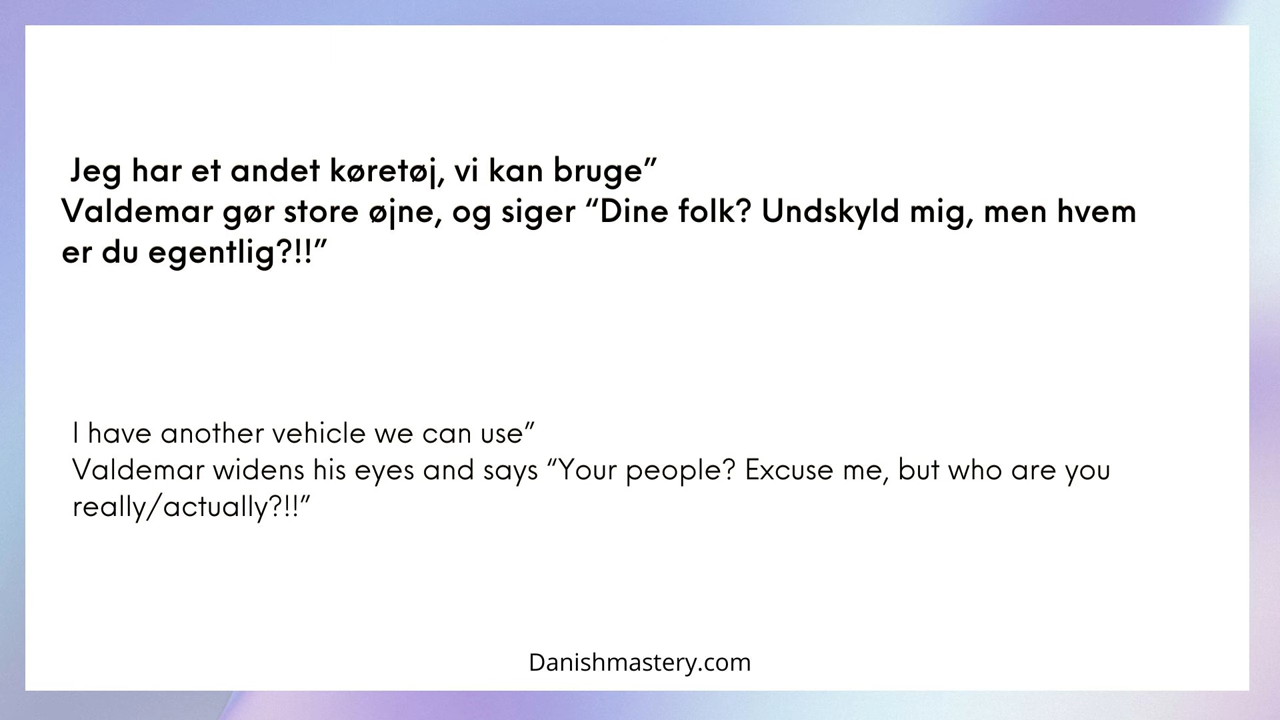 Jeg har et andet køretøj, vi kan bruge”
Valdemar gør store øjne, og siger “Dine folk? Undskyld mig, men hvem
er du egentlig?!!”
I have another vehicle we can use”
Valdemar widens his eyes and says “Your people? Excuse me, but who are you
really/actually?!!”
Danishmastery.com